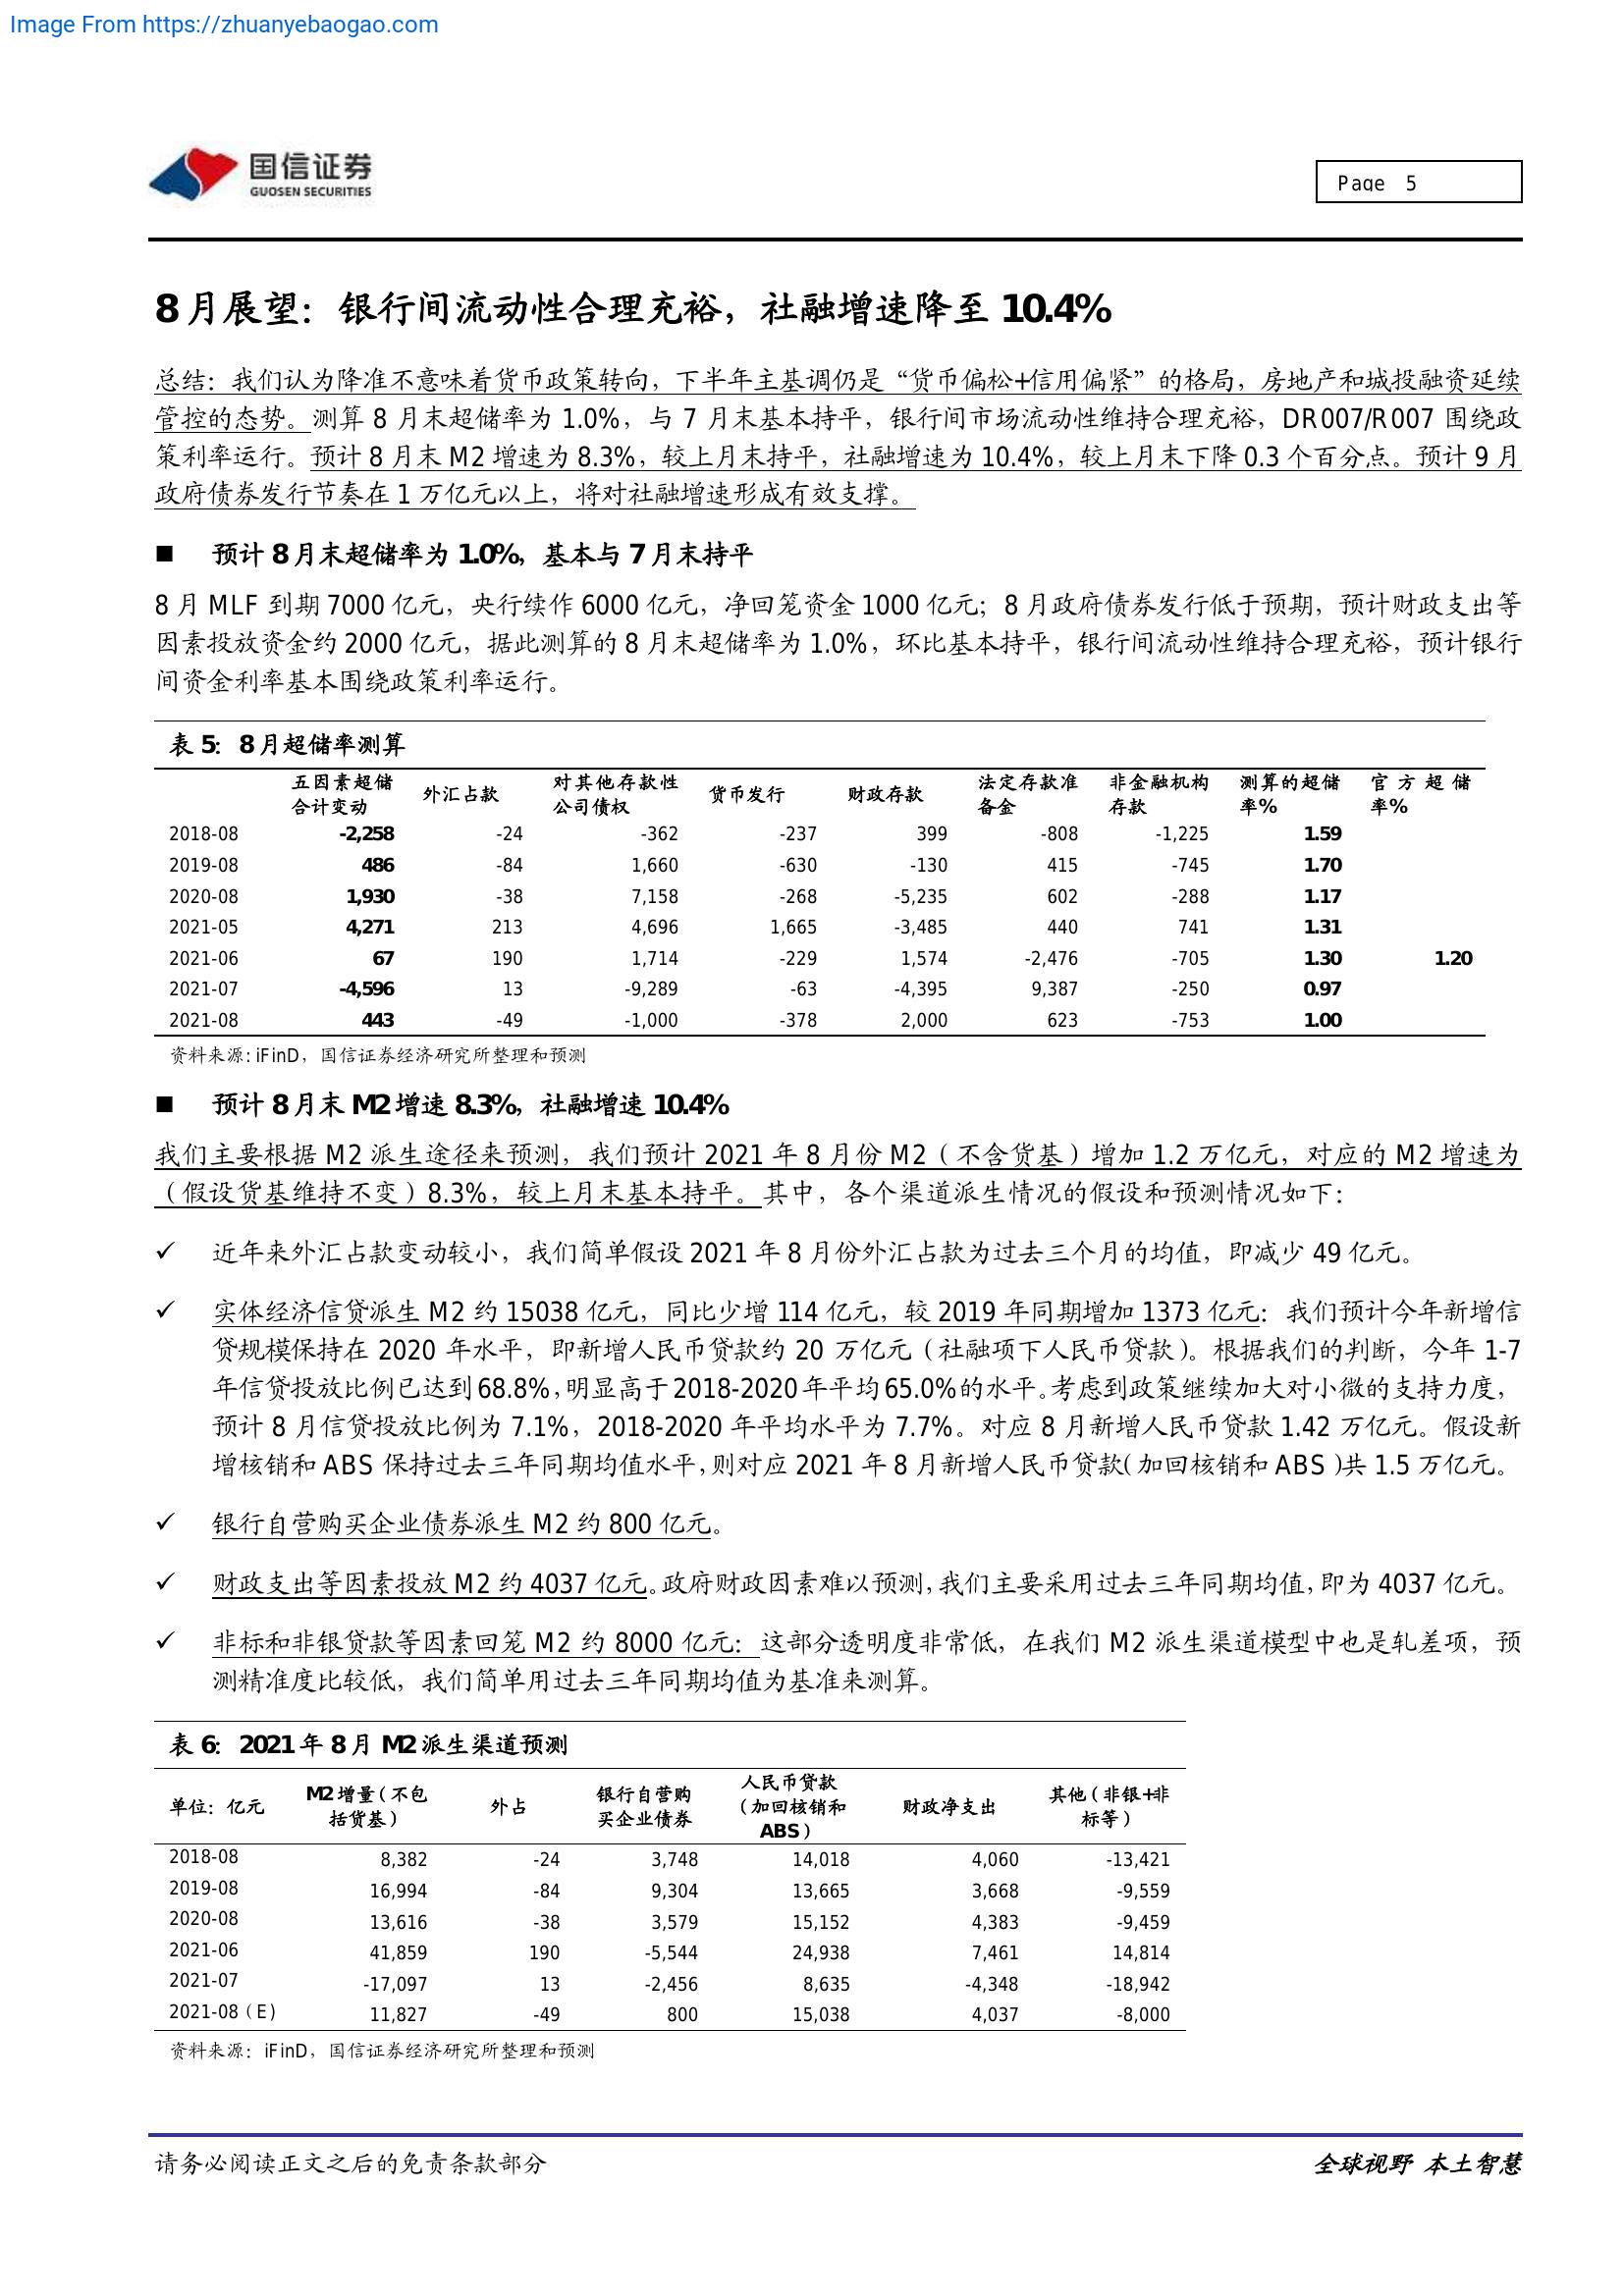 Image From https://zhuanyebaogao.com
国信证券
GUOSEN SECURITIES
Page 5
8月展望：银行间流动性合理充裕，社融增速降至 10.4%
总结：我们认为降准不意味着货币政策转向，下半年主基调仍是“货币偏松+信用偏紧”的格局，房地产和城投融资延续
管控的态势。测算 8 月末超储率为 1.0%，与 7 月末基本持平，银行间市场流动性维持合理充裕，DR007/R007 围绕政
策利率运行。预计 8 月末 M2 增速为 8.3%，较上月末持平，社融增速为 10.4%，较上月末下降 0.3 个百分点。预计 9 月
政府债券发行节奏在 1 万亿元以上，将对社融增速形成有效支撑。
■ 预计 8 月末超储率为 1.0%，基本与 7 月末持平
8 月 MLF 到期 7000 亿元，央行续作 6000 亿元，净回笼资金 1000 亿元；8 月政府债券发行低于预期，预计财政支出等
因素投放资金约 2000 亿元，据此测算的 8 月末超储率为 1.0%，环比基本持平，银行间流动性维持合理充裕，预计银行
间资金利率基本围绕政策利率运行。
表 5：8 月超储率测算
五因素超储合计变动 外汇占款 对其他存款性公司债权 货币发行 财政存款 法定存款准备金 非金融机构存款 测算的超储率% 官方超储率%
2018-08 -2,258 -24 -362 -237 399 -808 -1,225 1.59
2019-08 486 -84 1,660 -630 -130 415 -745 1.70
2020-08 1,930 -38 7,158 -268 -5,235 602 -288 1.17
2021-05 4,271 213 4,696 1,665 -3,485 440 741 1.31
2021-06 67 190 1,714 -229 1,574 -2,476 -705 1.30 1.20
2021-07 -4,596 13 -9,289 -63 -4,395 9,387 -250 0.97
2021-08 443 -49 -1,000 -378 2,000 623 -753 1.00
资料来源: iFinD，国信证券经济研究所整理和预测
■ 预计 8 月末 M2 增速 8.3%，社融增速 10.4%
我们主要根据 M2 派生途径来预测，我们预计 2021 年 8 月份 M2（不含货基）增加 1.2 万亿元，对应的 M2 增速为
（假设货基维持不变）8.3%，较上月末基本持平。其中，各个渠道派生情况的假设和预测情况如下：
✓ 近年来外汇占款变动较小，我们简单假设 2021 年 8 月份外汇占款为过去三个月的均值，即减少 49 亿元。
✓ 实体经济信贷派生 M2 约 15038 亿元，同比少增 114 亿元，较 2019 年同期增加 1373 亿元：我们预计今年新增信
贷规模保持在 2020 年水平，即新增人民币贷款约 20 万亿元（社融项下人民币贷款）。根据我们的判断，今年 1-7
年信贷投放比例已达到 68.8%，明显高于 2018-2020 年平均 65.0%的水平。考虑到政策继续加大对小微的支持力度，
预计 8 月信贷投放比例为 7.1%，2018-2020 年平均水平为 7.7%。对应 8 月新增人民币贷款 1.42 万亿元。假设新
增核销和 ABS 保持过去三年同期均值水平，则对应 2021 年 8 月新增人民币贷款（加回核销和 ABS）共 1.5 万亿元。
✓ 银行自营购买企业债券派生 M2 约 800 亿元。
✓ 财政支出等因素投放 M2 约 4037 亿元。政府财政因素难以预测，我们主要采用过去三年同期均值，即为 4037 亿元。
✓ 非标和非银贷款等因素回笼 M2 约 8000 亿元：这部分透明度非常低，在我们 M2 派生渠道模型中也是轧差项，预
测精准度比较低，我们简单用过去三年同期均值为基准来测算。
表 6：2021 年 8 月 M2 派生渠道预测
单位：亿元 M2 增量（不包括货基） 外占 银行自营购买企业债券 人民币贷款（加回核销和 ABS） 财政净支出 其他（非银+非标等）
2018-08 8,382 -24 3,748 14,018 4,060 -13,421
2019-08 16,994 -84 9,304 13,665 3,668 -9,559
2020-08 13,616 -38 3,579 15,152 4,383 -9,459
2021-06 41,859 190 -5,544 24,938 7,461 14,814
2021-07 -17,097 13 -2,456 8,635 -4,348 -18,942
2021-08（E） 11,827 -49 800 15,038 4,037 -8,000
资料来源：iFinD，国信证券经济研究所整理和预测
请务必阅读正文之后的免责条款部分
全球视野 本土智慧